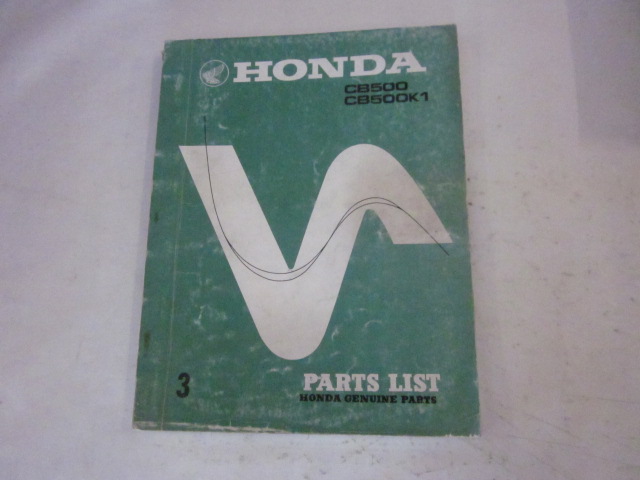 HONDA
CB500
CB500K1
3
PARTS LIST
HONDA GENUINE PARTS